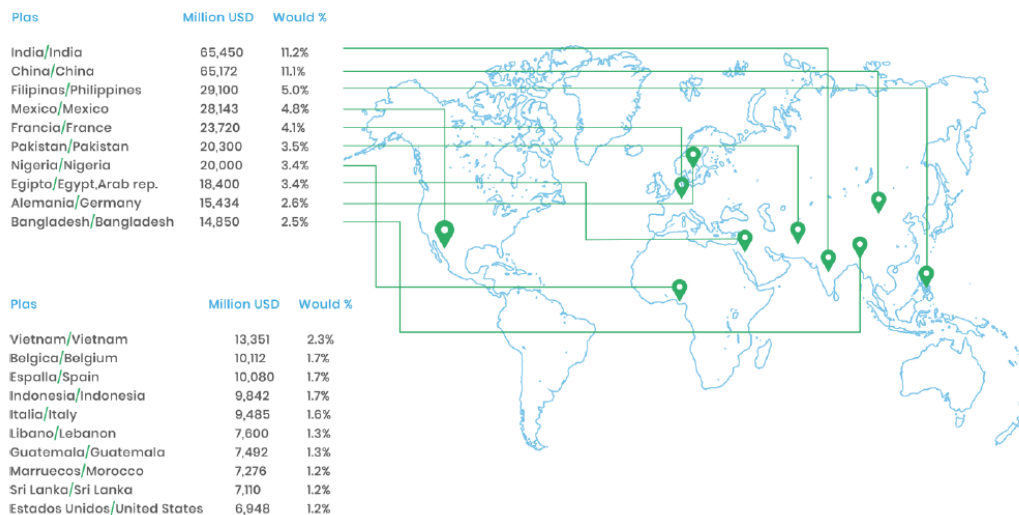 Plas Million USD Would %
India/India 65,450 11.2%
China/China 65,172 11.1%
Filipinas/Philippines 29,100 5.0%
Mexico/Mexico 28,143 4.8%
Francia/France 23,720 4.1%
Pakistan/Pakistan 20,300 3.5%
Nigeria/Nigeria 20,000 3.4%
Egipto/Egypt,Arab rep. 18,400 3.4%
Alemania/Germany 15,434 2.6%
Bangladesh/Bangladesh 14,850 2.5%
Plas Million USD Would %
Vietnam/Vietnam 13,351 2.3%
Belgica/Belgium 10,112 1.7%
Espalla/Spain 10,080 1.7%
Indonesia/Indonesia 9,842 1.7%
Italia/Italy 9,485 1.6%
Libano/Lebanon 7,600 1.3%
Guatemala/Guatemala 7,492 1.3%
Marruecos/Morocco 7,276 1.2%
Sri Lanka/Sri Lanka 7,110 1.2%
Estados Unidos/United States 6,948 1.2%